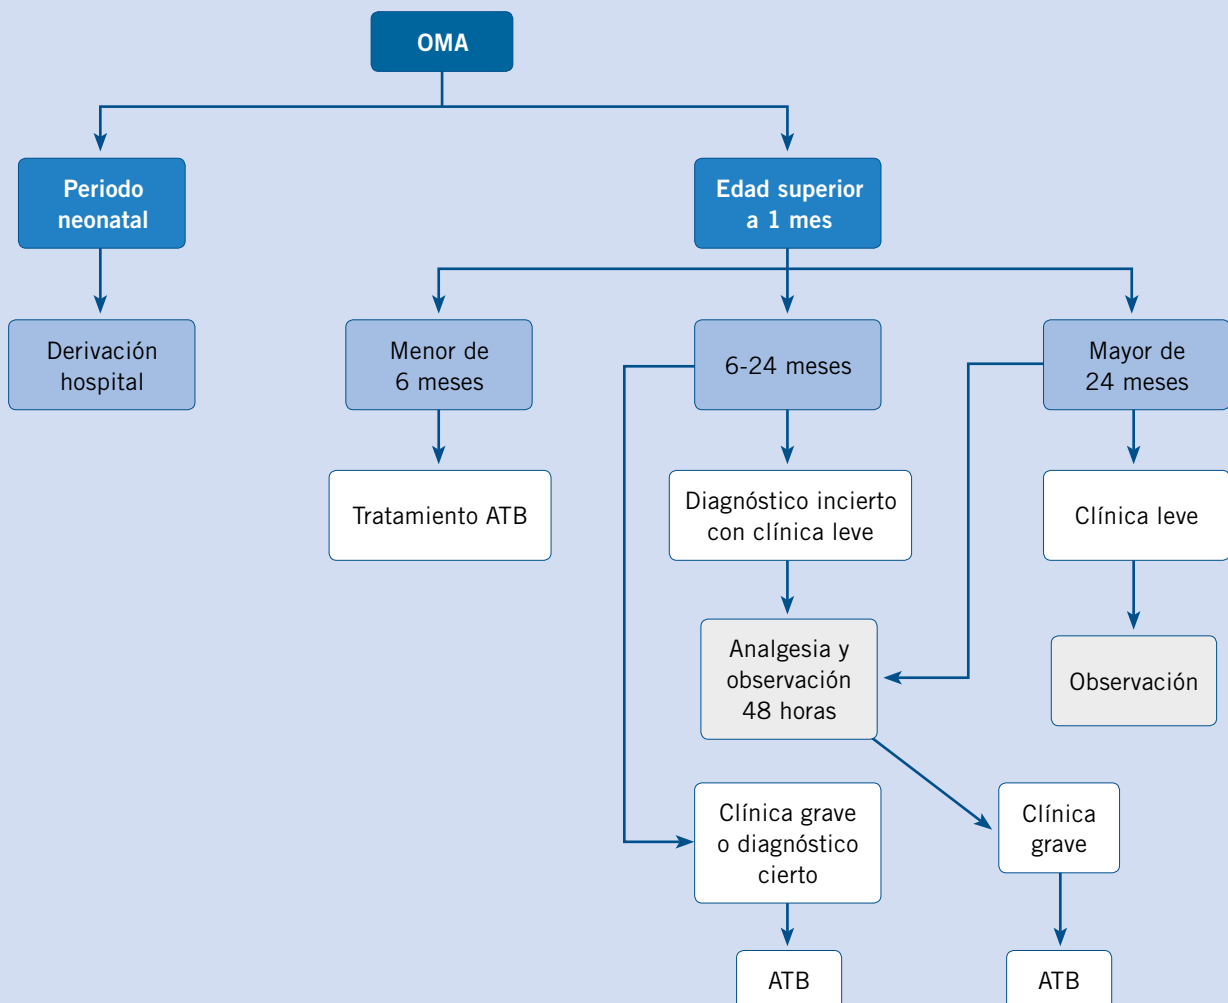 OMA
Periodo
neonatal
Edad superior
a 1 mes
Derivación
hospital
Menor de
6 meses
6-24 meses
Mayor de
24 meses
Tratamiento ATB
Diagnóstico incierto
con clínica leve
Clínica leve
Analgesia y
observación
48 horas
Observación
Clínica grave
o diagnóstico
cierto
Clínica
grave
ATB
ATB